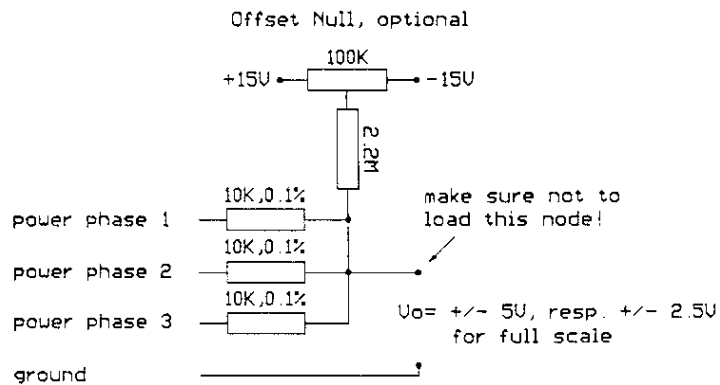 Offset Null, optional
100K
+15V
-15V
2.2M
10K,0.1%
make sure not to
load this node!
power phase 1
10K,0.1%
power phase 2
10K,0.1%
power phase 3
Vo= +/- 5V, resp. +/- 2.5V
for full scale
ground